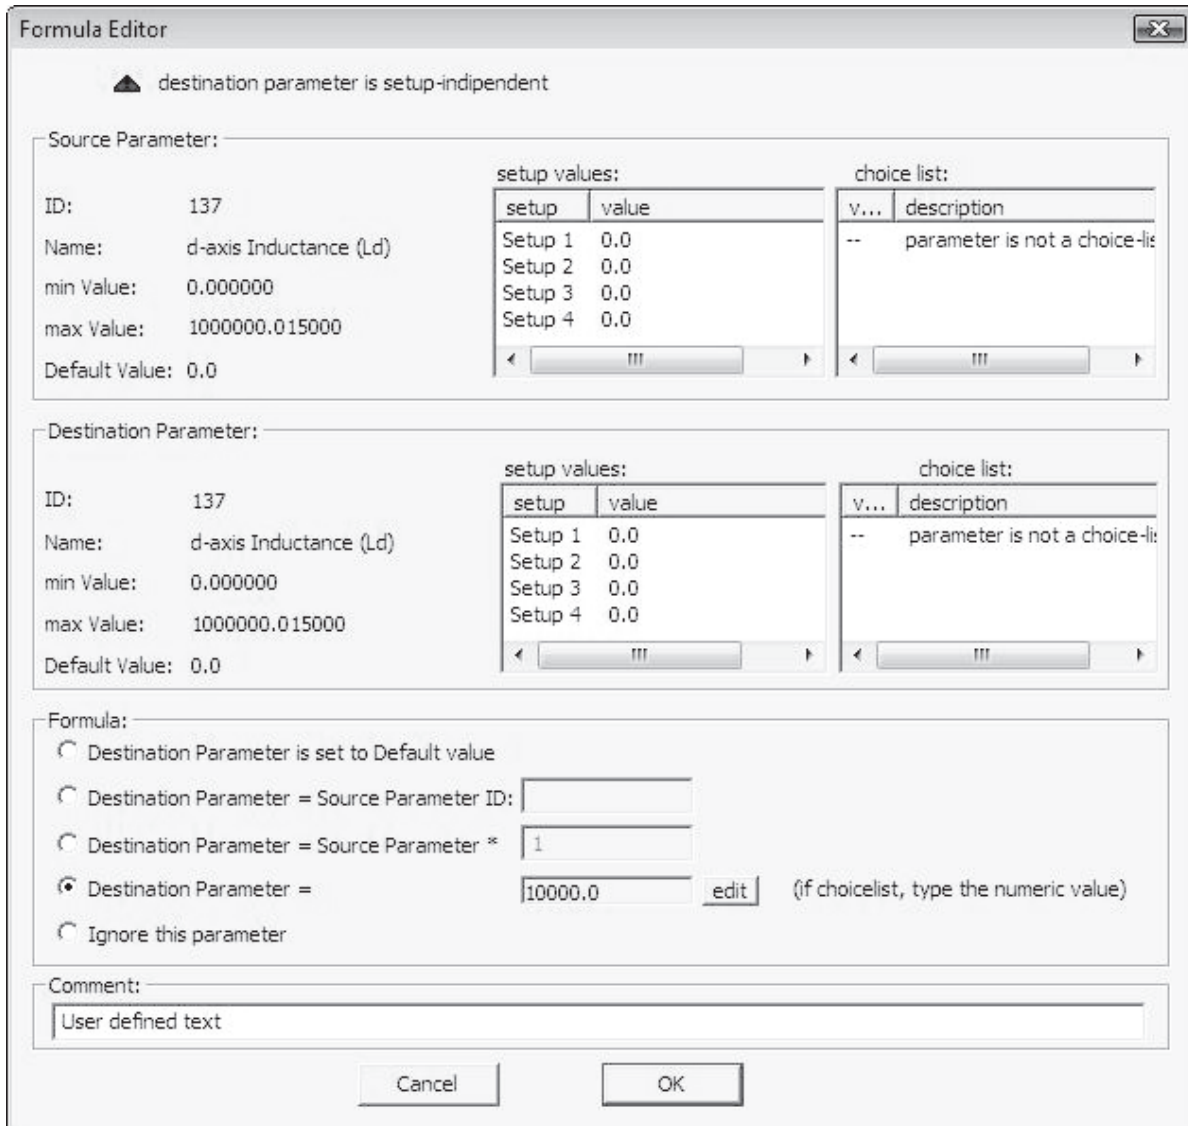 Formula Editor
destination parameter is setup-indipendent
Source Parameter:
setup values:
choice list:
ID: 137
setup value
v... description
Name: d-axis Inductance (Ld)
Setup 1 0.0
-- parameter is not a choice-lis
min Value: 0.000000
Setup 2 0.0
Setup 3 0.0
max Value: 1000000.015000
Setup 4 0.0
Default Value: 0.0
Destination Parameter:
setup values:
choice list:
ID: 137
setup value
v... description
Name: d-axis Inductance (Ld)
Setup 1 0.0
-- parameter is not a choice-lis
min Value: 0.000000
Setup 2 0.0
Setup 3 0.0
max Value: 1000000.015000
Setup 4 0.0
Default Value: 0.0
Formula:
Destination Parameter is set to Default value
Destination Parameter = Source Parameter ID:
Destination Parameter = Source Parameter * 1
Destination Parameter = 10000.0 edit (if choicelist, type the numeric value)
Ignore this parameter
Comment:
User defined text
Cancel OK